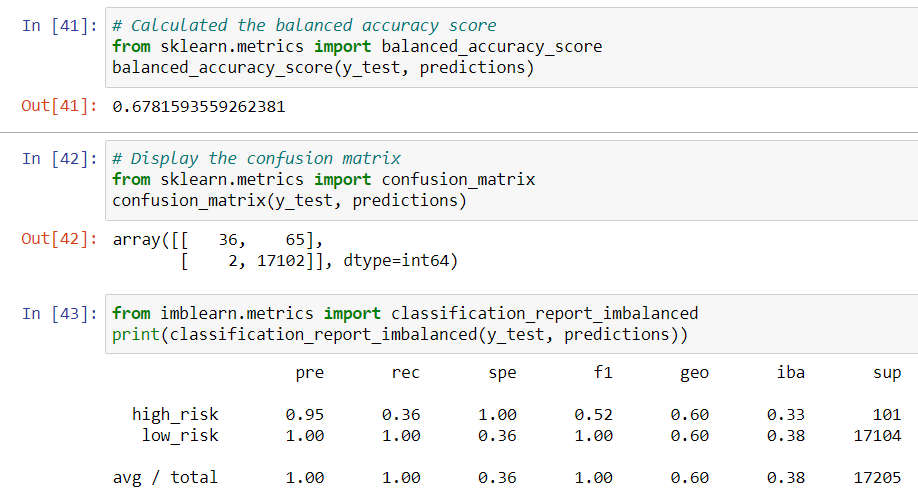 In [41]: # Calculated the balanced accuracy score
from sklearn.metrics import balanced_accuracy_score
balanced_accuracy_score(y_test, predictions)
Out[41]: 0.6781593559262381
In [42]: # Display the confusion matrix
from sklearn.metrics import confusion_matrix
confusion_matrix(y_test, predictions)
Out[42]: array([[   36,    65],
       [    2, 17102]], dtype=int64)
In [43]: from imblearn.metrics import classification_report_imbalanced
print(classification_report_imbalanced(y_test, predictions))
pre rec spe f1 geo iba sup
high_risk 0.95 0.36 1.00 0.52 0.60 0.33 101
low_risk 1.00 1.00 0.36 1.00 0.60 0.38 17104
avg / total 1.00 1.00 0.36 1.00 0.60 0.38 17205